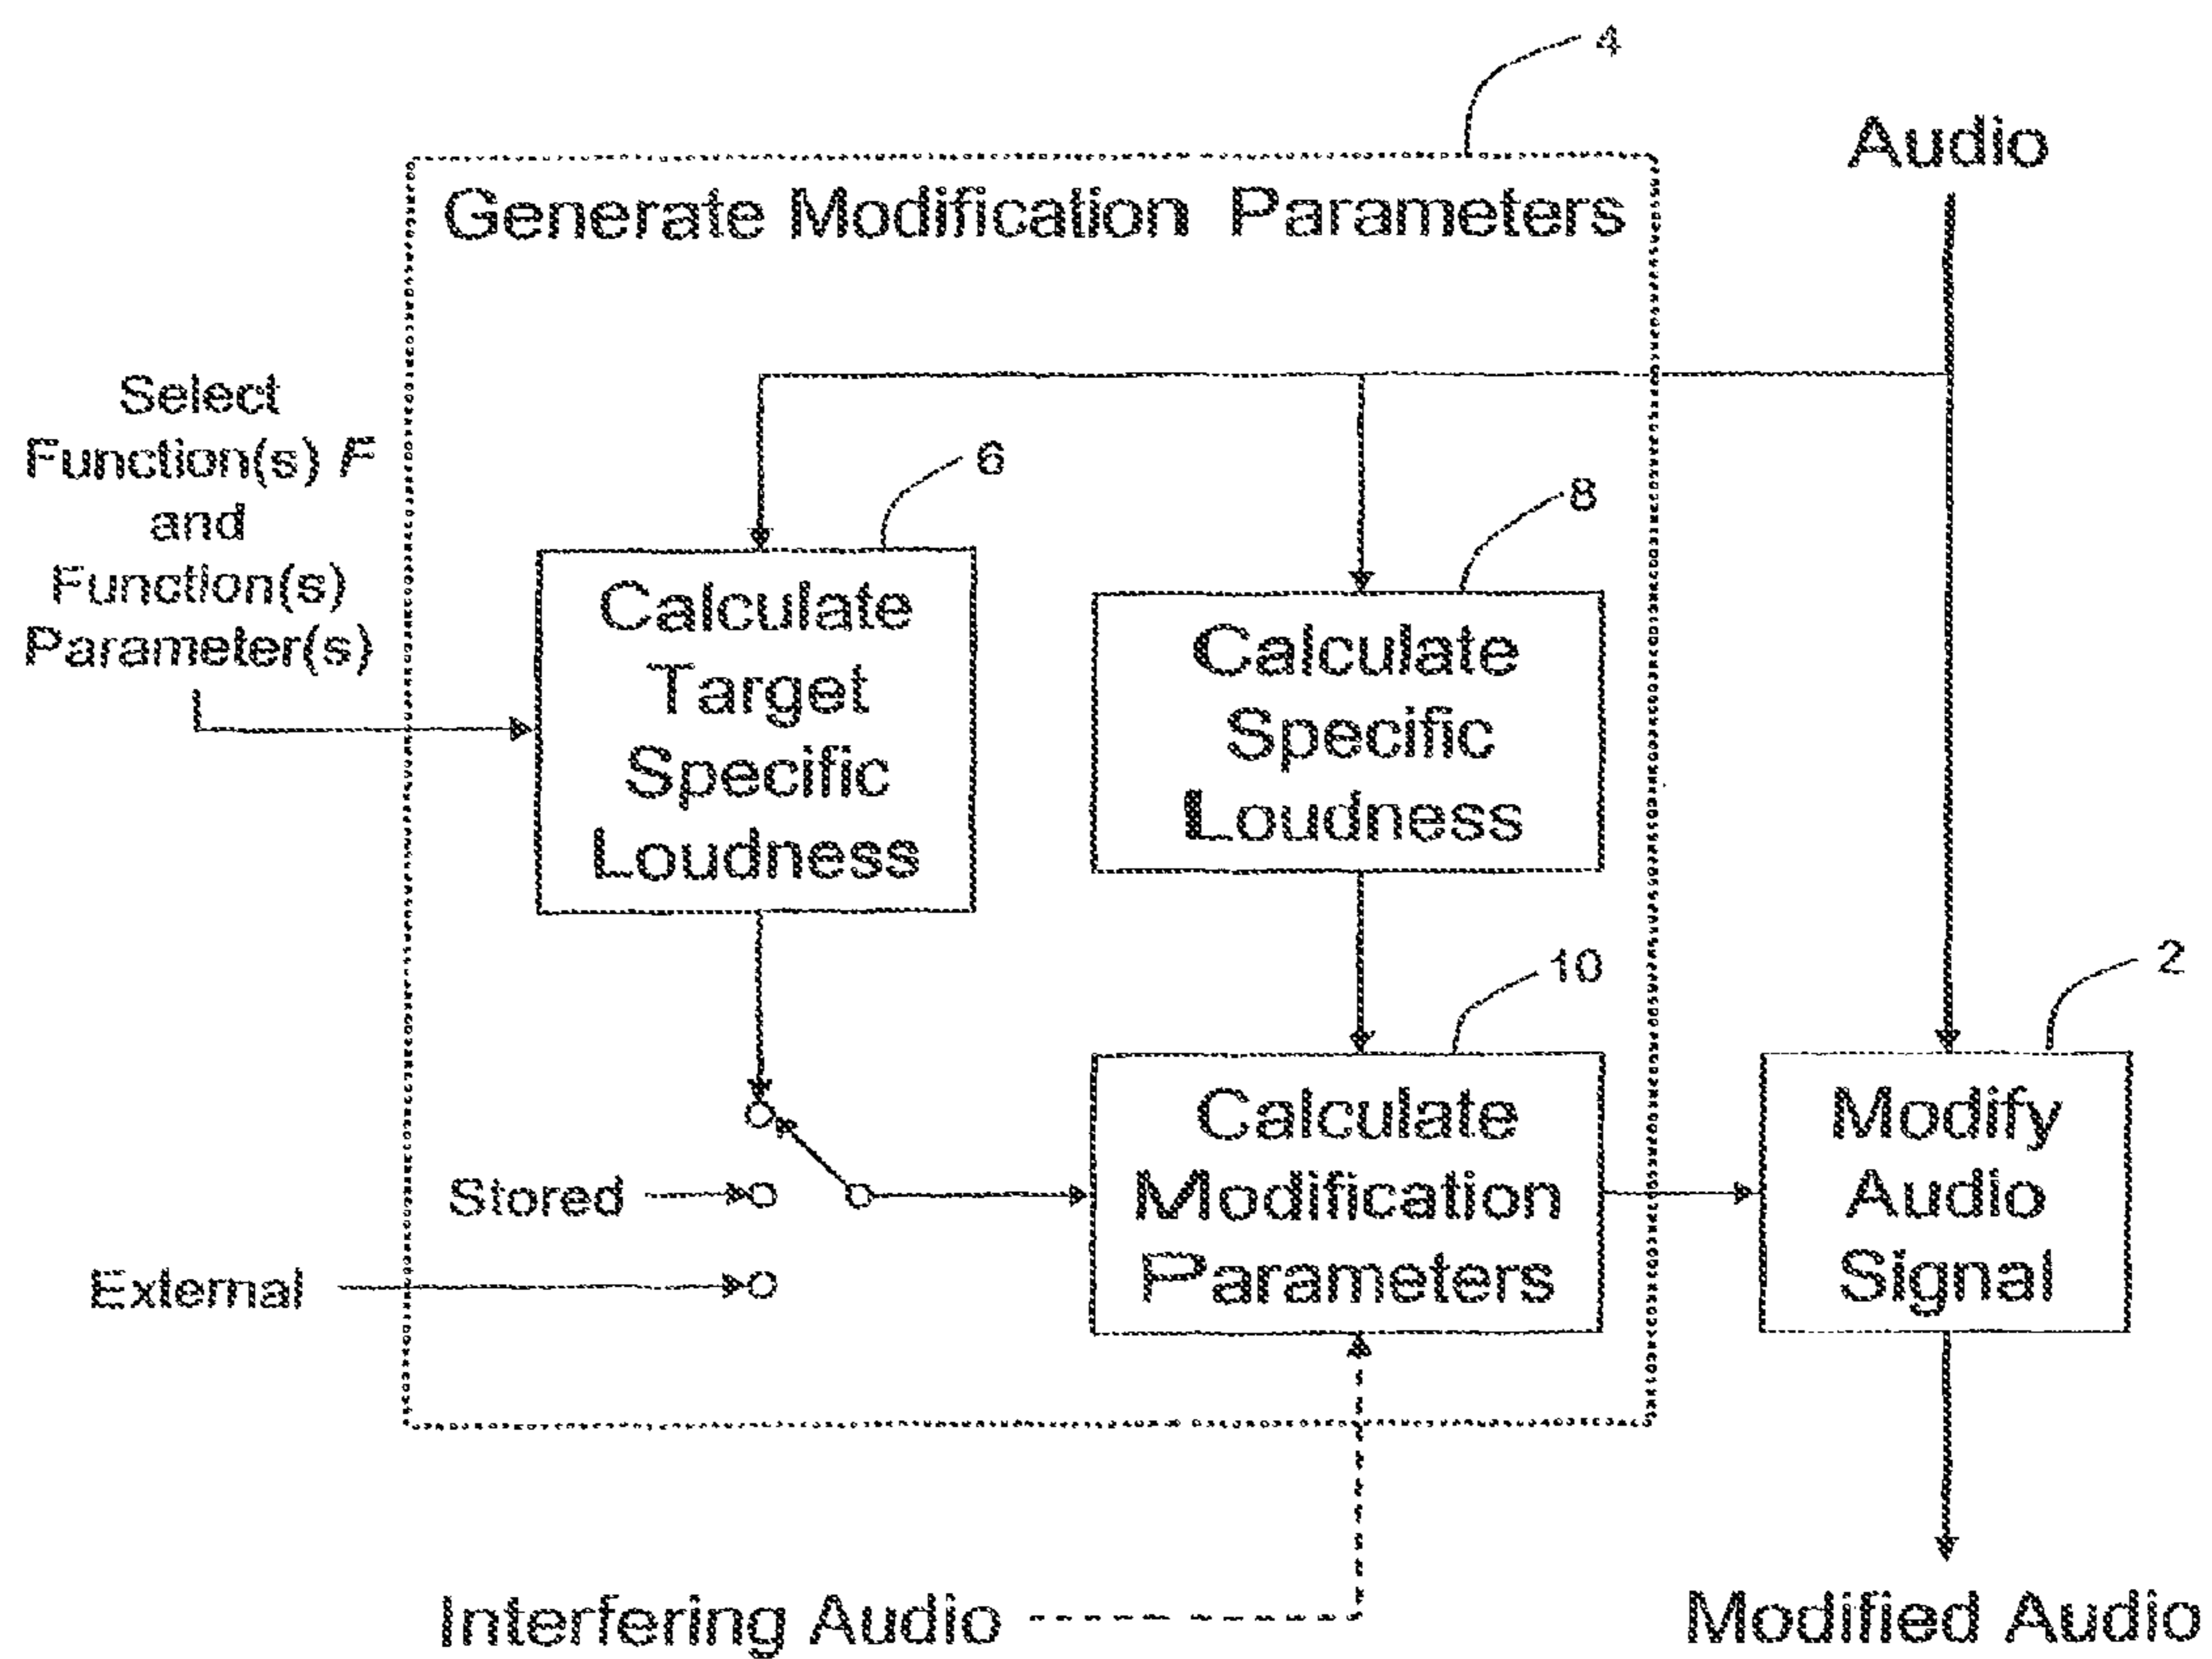 4
Audio
Generate Modification Parameters
Select
Function(s) F
and
Function(s)
Parameter(s)
6
8
Calculate
Target
Specific
Loudness
Calculate
Specific
Loudness
10
2
Calculate
Modification
Parameters
Modify
Audio
Signal
Stored
External
Interfering Audio
Modified Audio